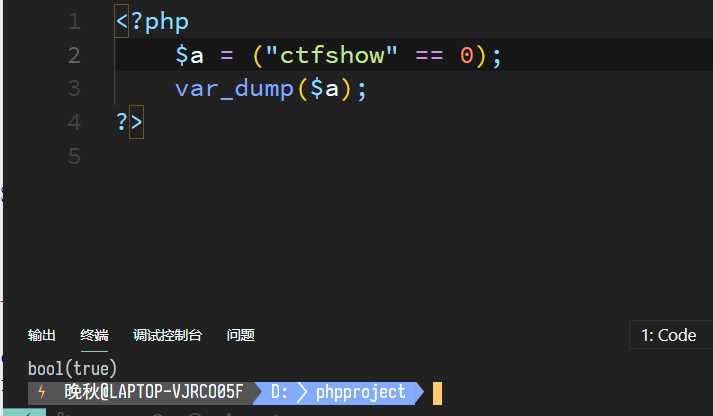 1 <?php
2 $a = ("ctfshow" == 0);
3 var_dump($a);
4 ?>
5
输出 终端 调试控制台 问题 1: Code
bool(true)
晚秋@LAPTOP-VJRCO05F D: phpproject